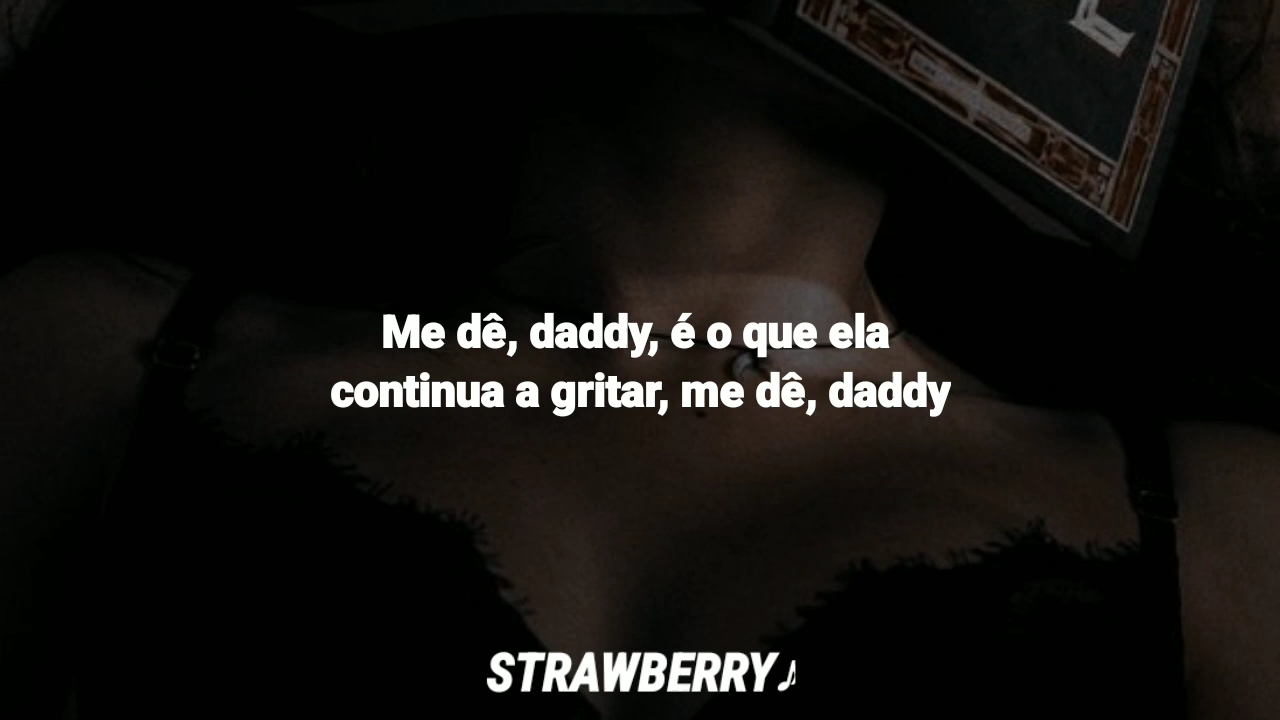 Me dê, daddy, é o que ela
continua a gritar, me dê, daddy
STRAWBERRY♪